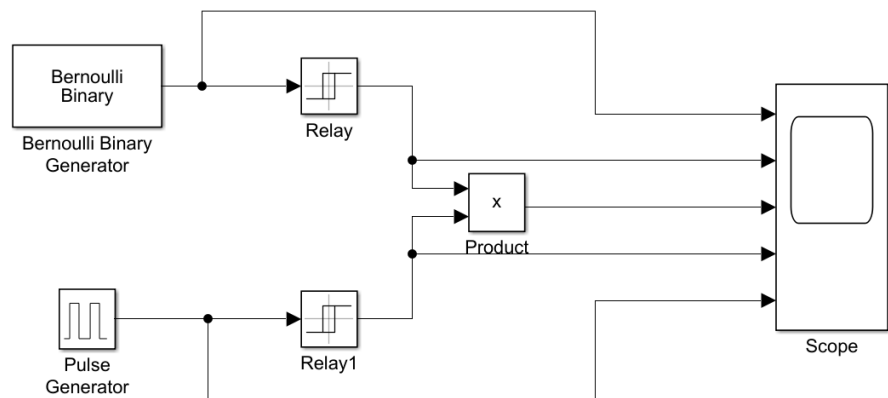 Bernoulli
Binary
Bernoulli Binary
Generator
Relay
x
Product
Pulse
Generator
Relay1
Scope